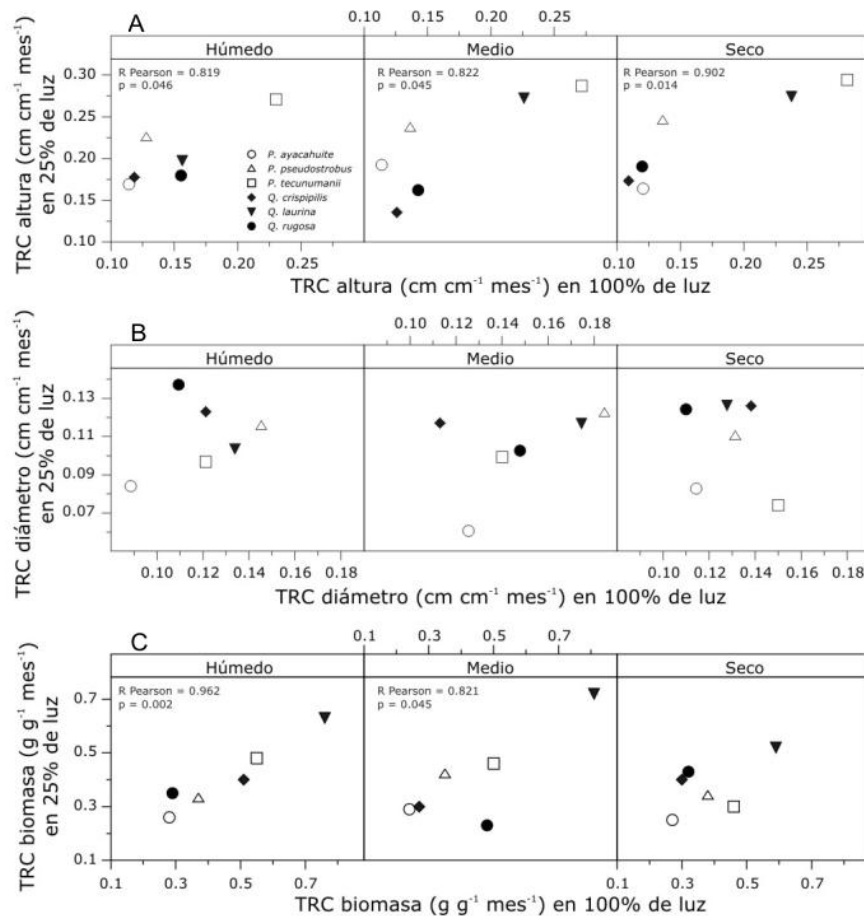 0.10 0.15 0.20 0.25
A
Húmedo Medio Seco
R Pearson = 0.819 R Pearson = 0.822 R Pearson = 0.902
p = 0.046 p = 0.045 p = 0.014
P. ayacahuite
P. pseudostrobus
P. tecunumanii
Q. crispipilis
Q. laurina
Q. rugosa
TRC altura (cm cm⁻¹ mes⁻¹)
en 25% de luz
0.30
0.25
0.20
0.15
0.10
0.10 0.15 0.20 0.25 0.10 0.15 0.20 0.25
TRC altura (cm cm⁻¹ mes⁻¹) en 100% de luz
B
0.10 0.12 0.14 0.16 0.18
Húmedo Medio Seco
TRC diámetro (cm cm⁻¹ mes⁻¹)
en 25% de luz
0.13
0.11
0.09
0.07
0.10 0.12 0.14 0.16 0.18 0.10 0.12 0.14 0.16 0.18
TRC diámetro (cm cm⁻¹ mes⁻¹) en 100% de luz
C
0.1 0.3 0.5 0.7
Húmedo Medio Seco
R Pearson = 0.962 R Pearson = 0.821
p = 0.002 p = 0.045
TRC biomasa (g g⁻¹ mes⁻¹)
en 25% de luz
0.7
0.5
0.3
0.1
0.1 0.3 0.5 0.7 0.1 0.3 0.5 0.7
TRC biomasa (g g⁻¹ mes⁻¹) en 100% de luz